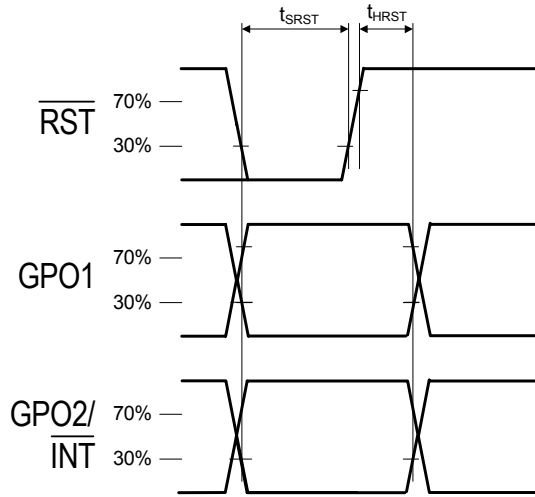 tSRST
tHRST
RST
70%
30%
GPO1
70%
30%
GPO2/
INT
70%
30%